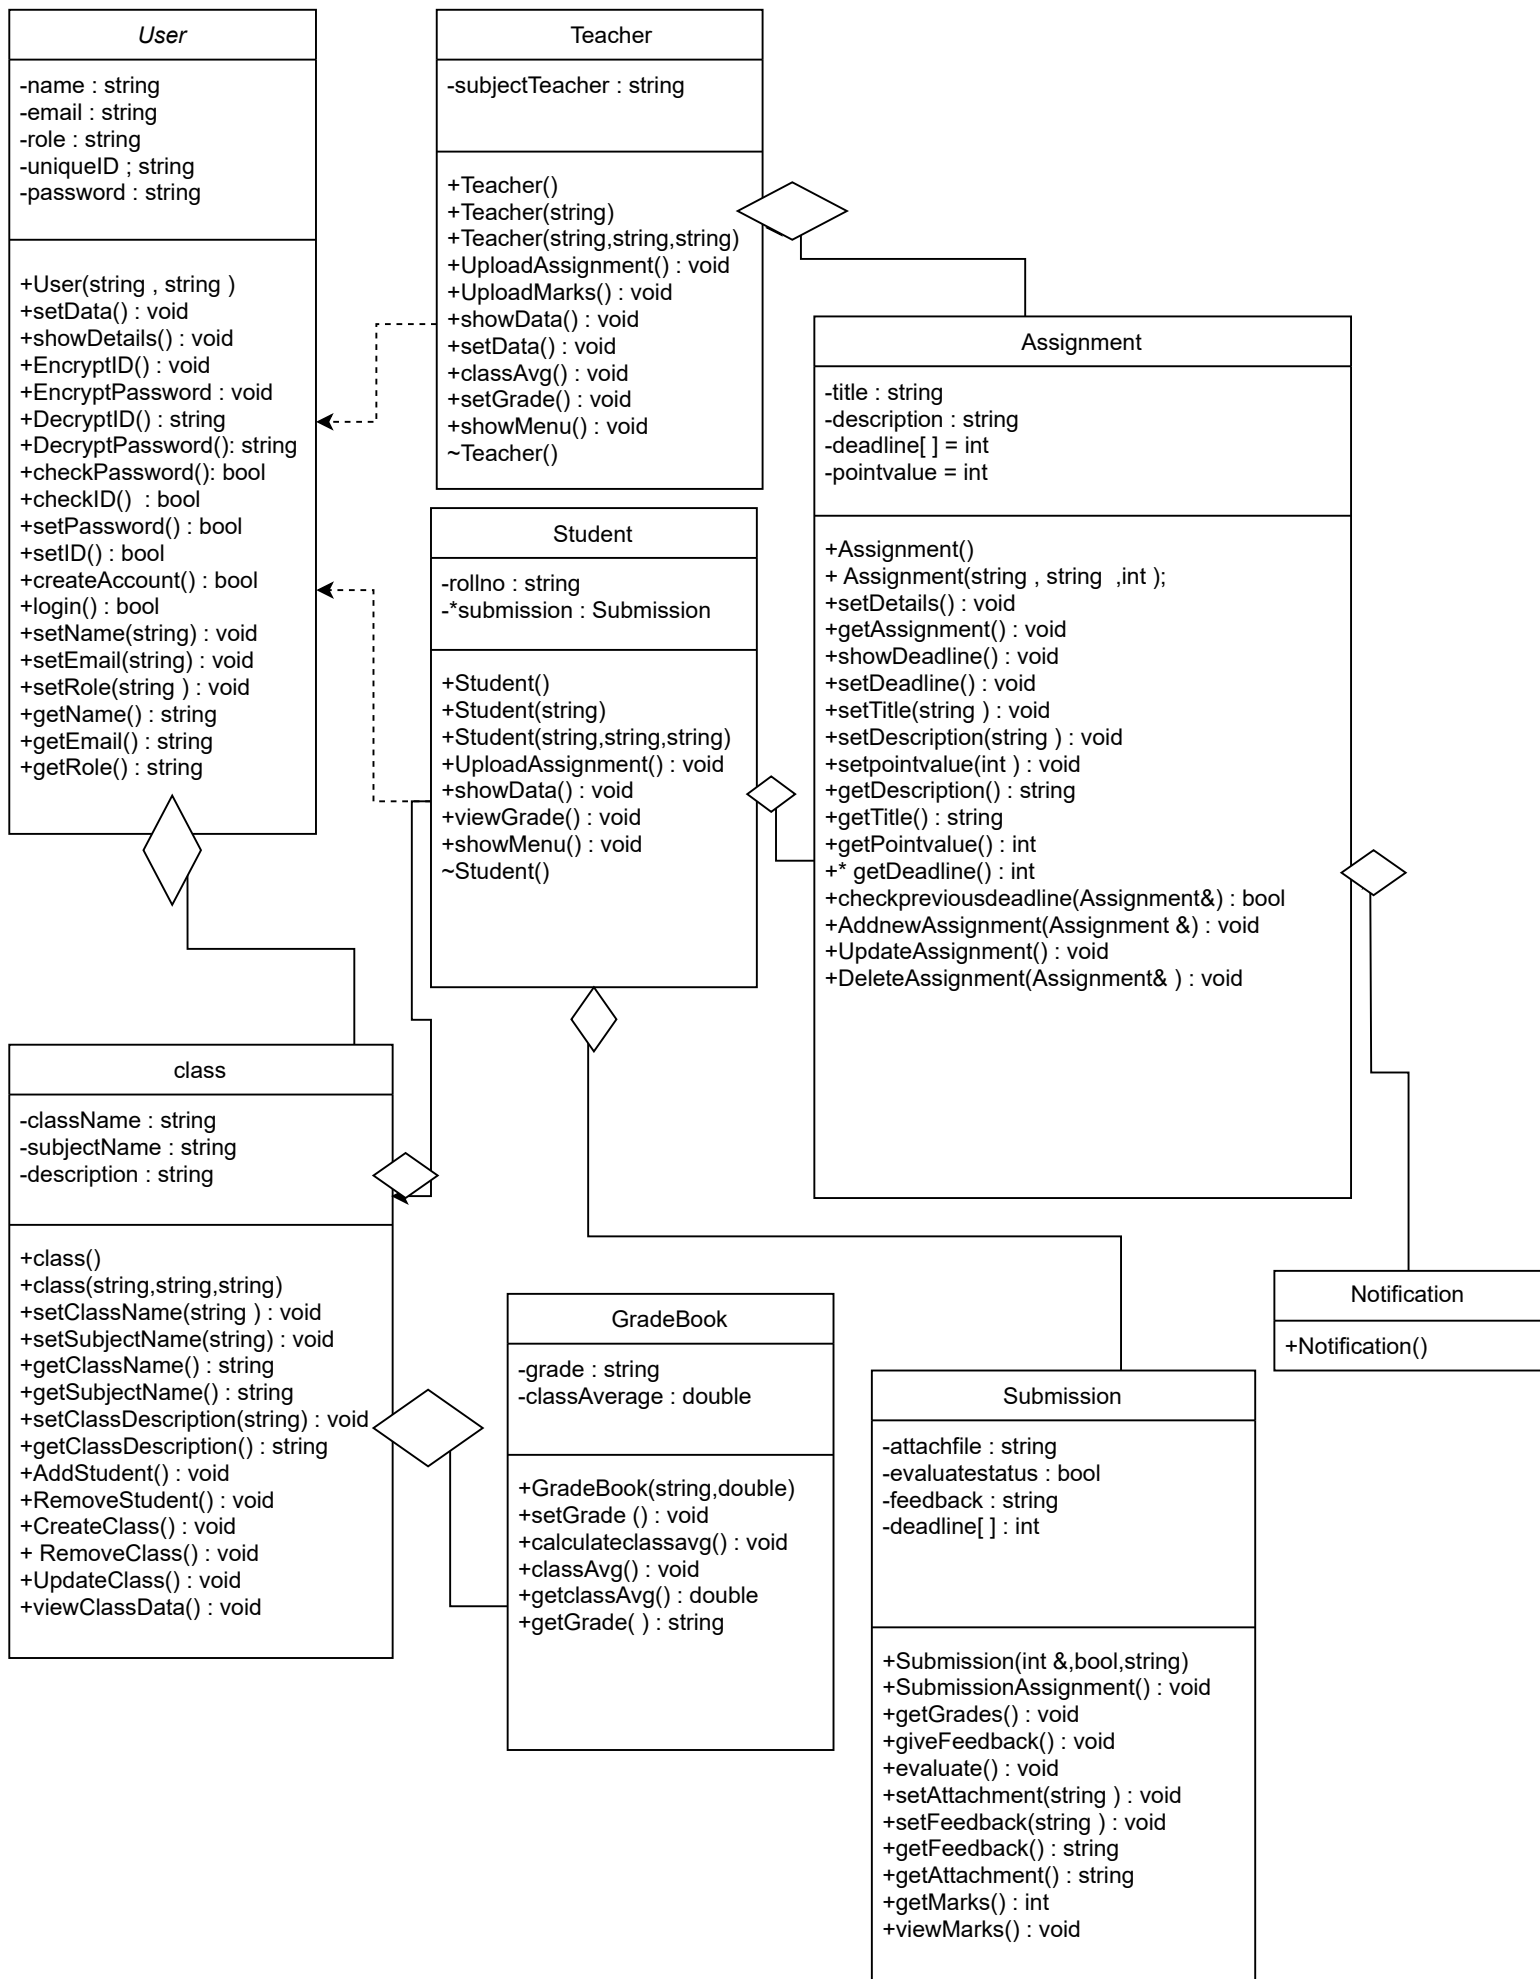 User
-name : string
-email : string
-role : string
-uniqueID ; string
-password : string
+User(string , string )
+setData() : void
+showDetails() : void
+EncryptID() : void
+EncryptPassword : void
+DecryptID() : string
+DecryptPassword(): string
+checkPassword(): bool
+checkID()  : bool
+setPassword() : bool
+setID() : bool
+createAccount() : bool
+login() : bool
+setName(string) : void
+setEmail(string) : void
+setRole(string ) : void
+getName() : string
+getEmail() : string
+getRole() : string
Teacher
-subjectTeacher : string
+Teacher()
+Teacher(string)
+Teacher(string,string,string)
+UploadAssignment() : void
+UploadMarks() : void
+showData() : void
+setData() : void
+classAvg() : void
+setGrade() : void
+showMenu() : void
~Teacher()
Assignment
-title : string
-description : string
-deadline[ ] = int
-pointvalue = int
+Assignment()
+ Assignment(string , string  ,int );
+setDetails() : void
+getAssignment() : void
+showDeadline() : void
+setDeadline() : void
+setTitle(string ) : void
+setDescription(string ) : void
+setpointvalue(int ) : void
+getDescription() : string
+getTitle() : string
+getPointvalue() : int
+* getDeadline() : int
+checkpreviousdeadline(Assignment&) : bool
+AddnewAssignment(Assignment &) : void
+UpdateAssignment() : void
+DeleteAssignment(Assignment& ) : void
Student
-rollno : string
-*submission : Submission
+Student()
+Student(string)
+Student(string,string,string)
+UploadAssignment() : void
+showData() : void
+viewGrade() : void
+showMenu() : void
~Student()
class
-className : string
-subjectName : string
-description : string
+class()
+class(string,string,string)
+setClassName(string ) : void
+setSubjectName(string) : void
+getClassName() : string
+getSubjectName() : string
+setClassDescription(string) : void
+getClassDescription() : string
+AddStudent() : void
+RemoveStudent() : void
+CreateClass() : void
+ RemoveClass() : void
+UpdateClass() : void
+viewClassData() : void
GradeBook
-grade : string
-classAverage : double
+GradeBook(string,double)
+setGrade () : void
+calculateclassavg() : void
+classAvg() : void
+getclassAvg() : double
+getGrade( ) : string
Notification
+Notification()
Submission
-attachfile : string
-evaluatestatus : bool
-feedback : string
-deadline[ ] : int
+Submission(int &,bool,string)
+SubmissionAssignment() : void
+getGrades() : void
+giveFeedback() : void
+evaluate() : void
+setAttachment(string ) : void
+setFeedback(string ) : void
+getFeedback() : string
+getAttachment() : string
+getMarks() : int
+viewMarks() : void